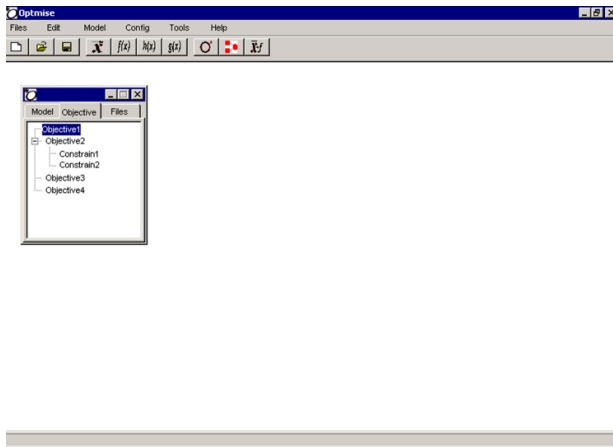 Optmise
Files Edit Model Config Tools Help
f(x) h(x) g(x)
Model Objective Files
Objective1
Objective2
Constrain1
Constrain2
Objective3
Objective4